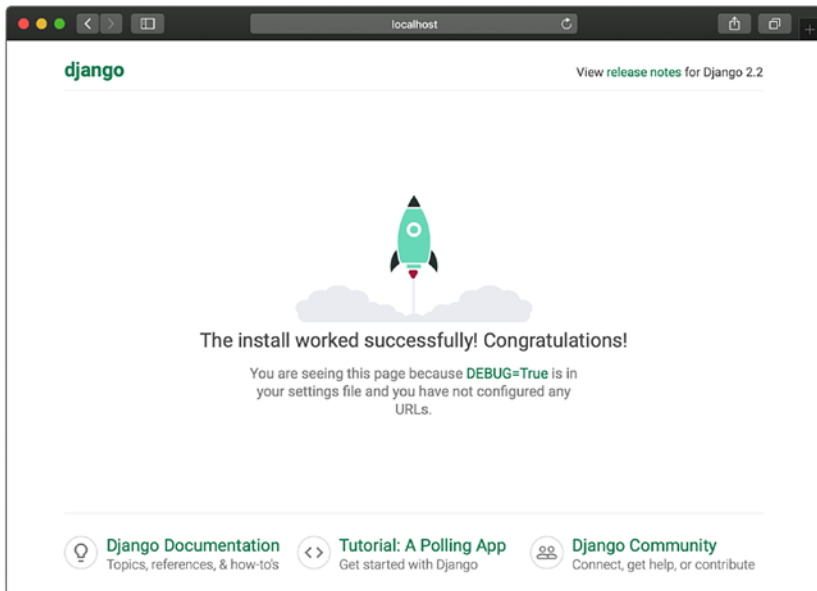 localhost
django
View release notes for Django 2.2
The install worked successfully! Congratulations!
You are seeing this page because DEBUG=True is in
your settings file and you have not configured any
URLs.
Django Documentation
Topics, references, & how-to's
Tutorial: A Polling App
Get started with Django
Django Community
Connect, get help, or contribute